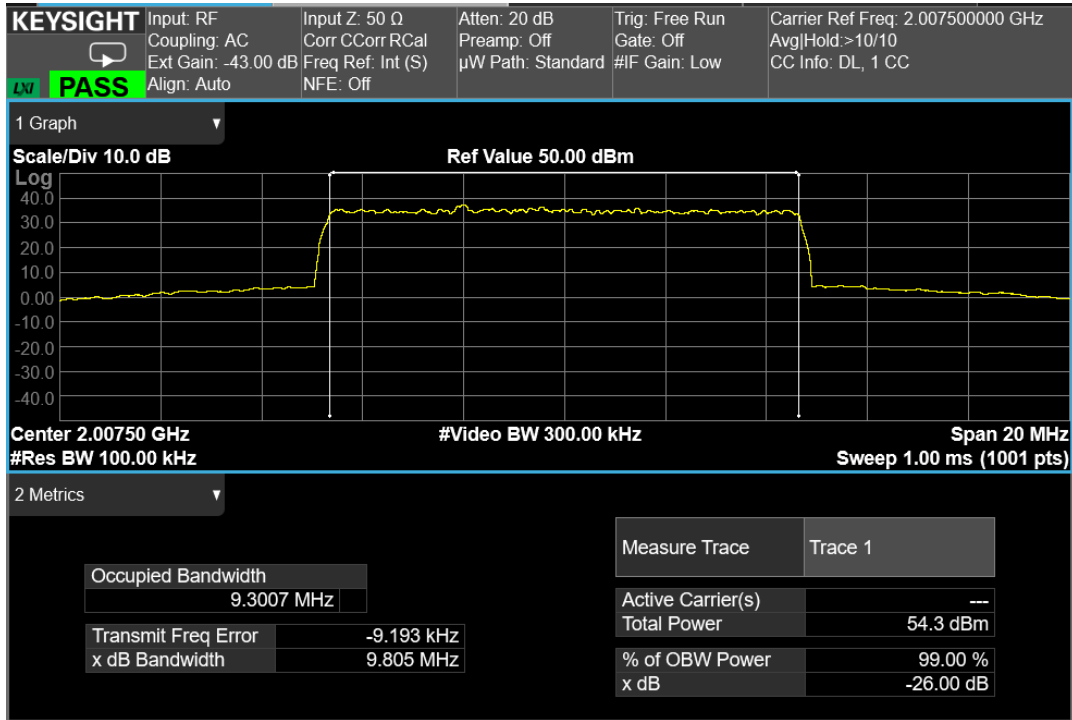 KEYSIGHT
LXI
PASS
Input: RF
Coupling: AC
Ext Gain: -43.00 dB
Align: Auto
Input Z: 50 Ω
Corr CCorr RCal
Freq Ref: Int (S)
NFE: Off
Atten: 20 dB
Preamp: Off
µW Path: Standard
Trig: Free Run
Gate: Off
#IF Gain: Low
Carrier Ref Freq: 2.007500000 GHz
Avg|Hold:>10/10
CC Info: DL, 1 CC
1 Graph
Scale/Div 10.0 dB
Ref Value 50.00 dBm
Log
40.0
30.0
20.0
10.0
0.00
-10.0
-20.0
-30.0
-40.0
Center 2.00750 GHz
#Video BW 300.00 kHz
Span 20 MHz
#Res BW 100.00 kHz
Sweep 1.00 ms (1001 pts)
2 Metrics
Measure Trace Trace 1
Occupied Bandwidth
9.3007 MHz
Transmit Freq Error -9.193 kHz
x dB Bandwidth 9.805 MHz
Active Carrier(s) ---
Total Power 54.3 dBm
% of OBW Power 99.00 %
x dB -26.00 dB